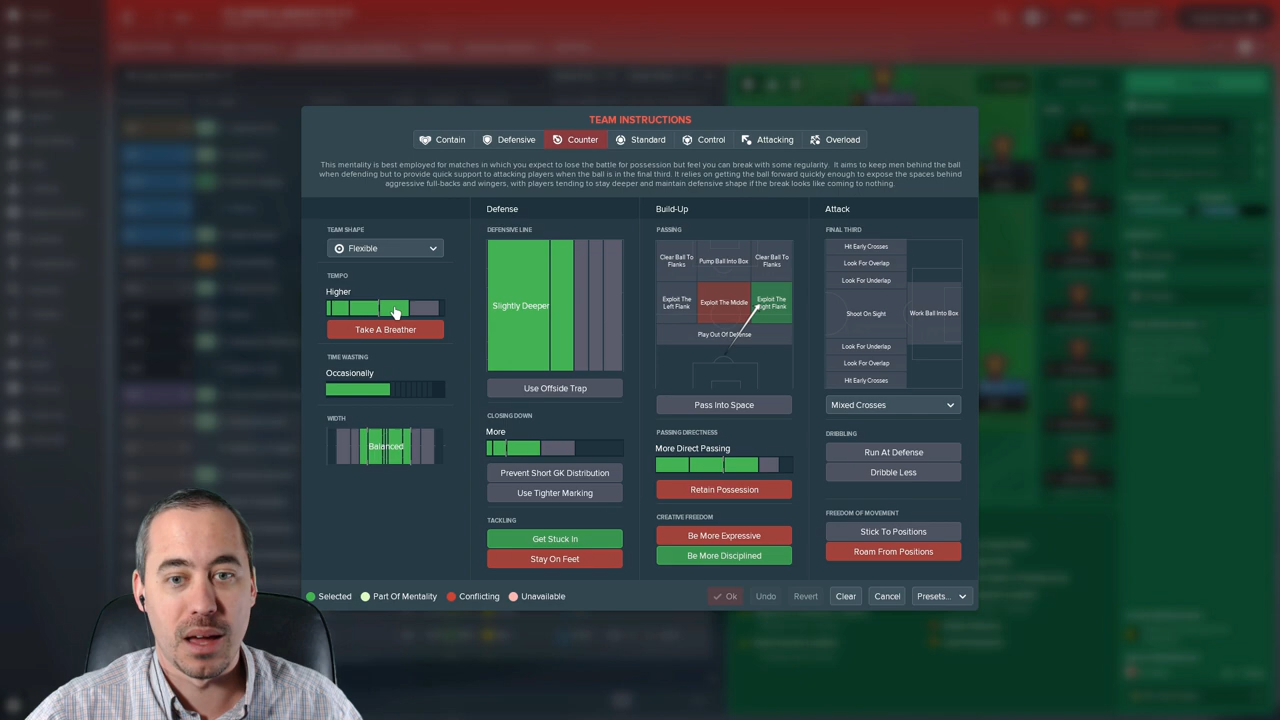 TEAM INSTRUCTIONS
Contain
Defensive
Counter
Standard
Control
Attacking
Overload
This mentality is best employed for matches in which you expect to lose the battle for possession but feel you can break with some regularity. It aims to keep men behind the ball
when defending but to provide quick support to attacking players when the ball is in the final third. It relies on getting the ball forward quickly enough to expose the spaces behind
aggressive full-backs and wingers, with players tending to stay deeper and maintain defensive shape if the break looks like coming to nothing.
TEAM SHAPE
Flexible
TEMPO
Higher
Take A Breather
TIME WASTING
Occasionally
WIDTH
Balanced
Defense
DEFENSIVE LINE
Slightly Deeper
Use Offside Trap
CLOSING DOWN
More
Prevent Short GK Distribution
Use Tighter Marking
TACKLING
Get Stuck In
Stay On Feet
Build-Up
PASSING
Clear Ball To
Flanks
Pump Ball Into Box
Clear Ball To
Flanks
Exploit The
Left Flank
Exploit The Middle
Exploit The
Right Flank
Play Out Of Defense
Pass Into Space
PASSING DIRECTNESS
More Direct Passing
Retain Possession
CREATIVE FREEDOM
Be More Expressive
Be More Disciplined
Attack
FINAL THIRD
Hit Early Crosses
Look For Overlap
Look For Underlap
Shoot On Sight
Work Ball Into Box
Look For Underlap
Look For Overlap
Hit Early Crosses
Mixed Crosses
DRIBBLING
Run At Defense
Dribble Less
FREEDOM OF MOVEMENT
Stick To Positions
Roam From Positions
Selected
Part Of Mentality
Conflicting
Unavailable
Ok
Undo
Revert
Clear
Cancel
Presets...